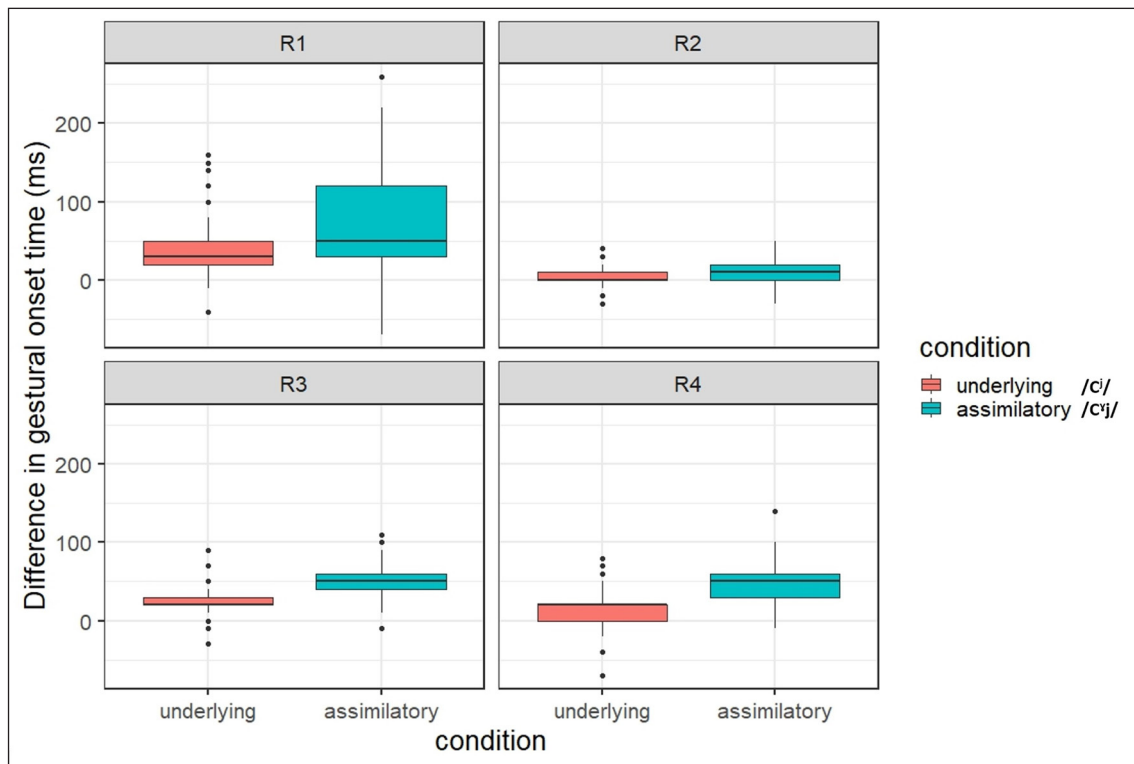 R1
R2
200
100
0
R3
R4
200
100
0
Difference in gestural onset time (ms)
underlying
assimilatory
underlying
assimilatory
condition
condition
underlying /Cʲ/
assimilatory /Cˠj/